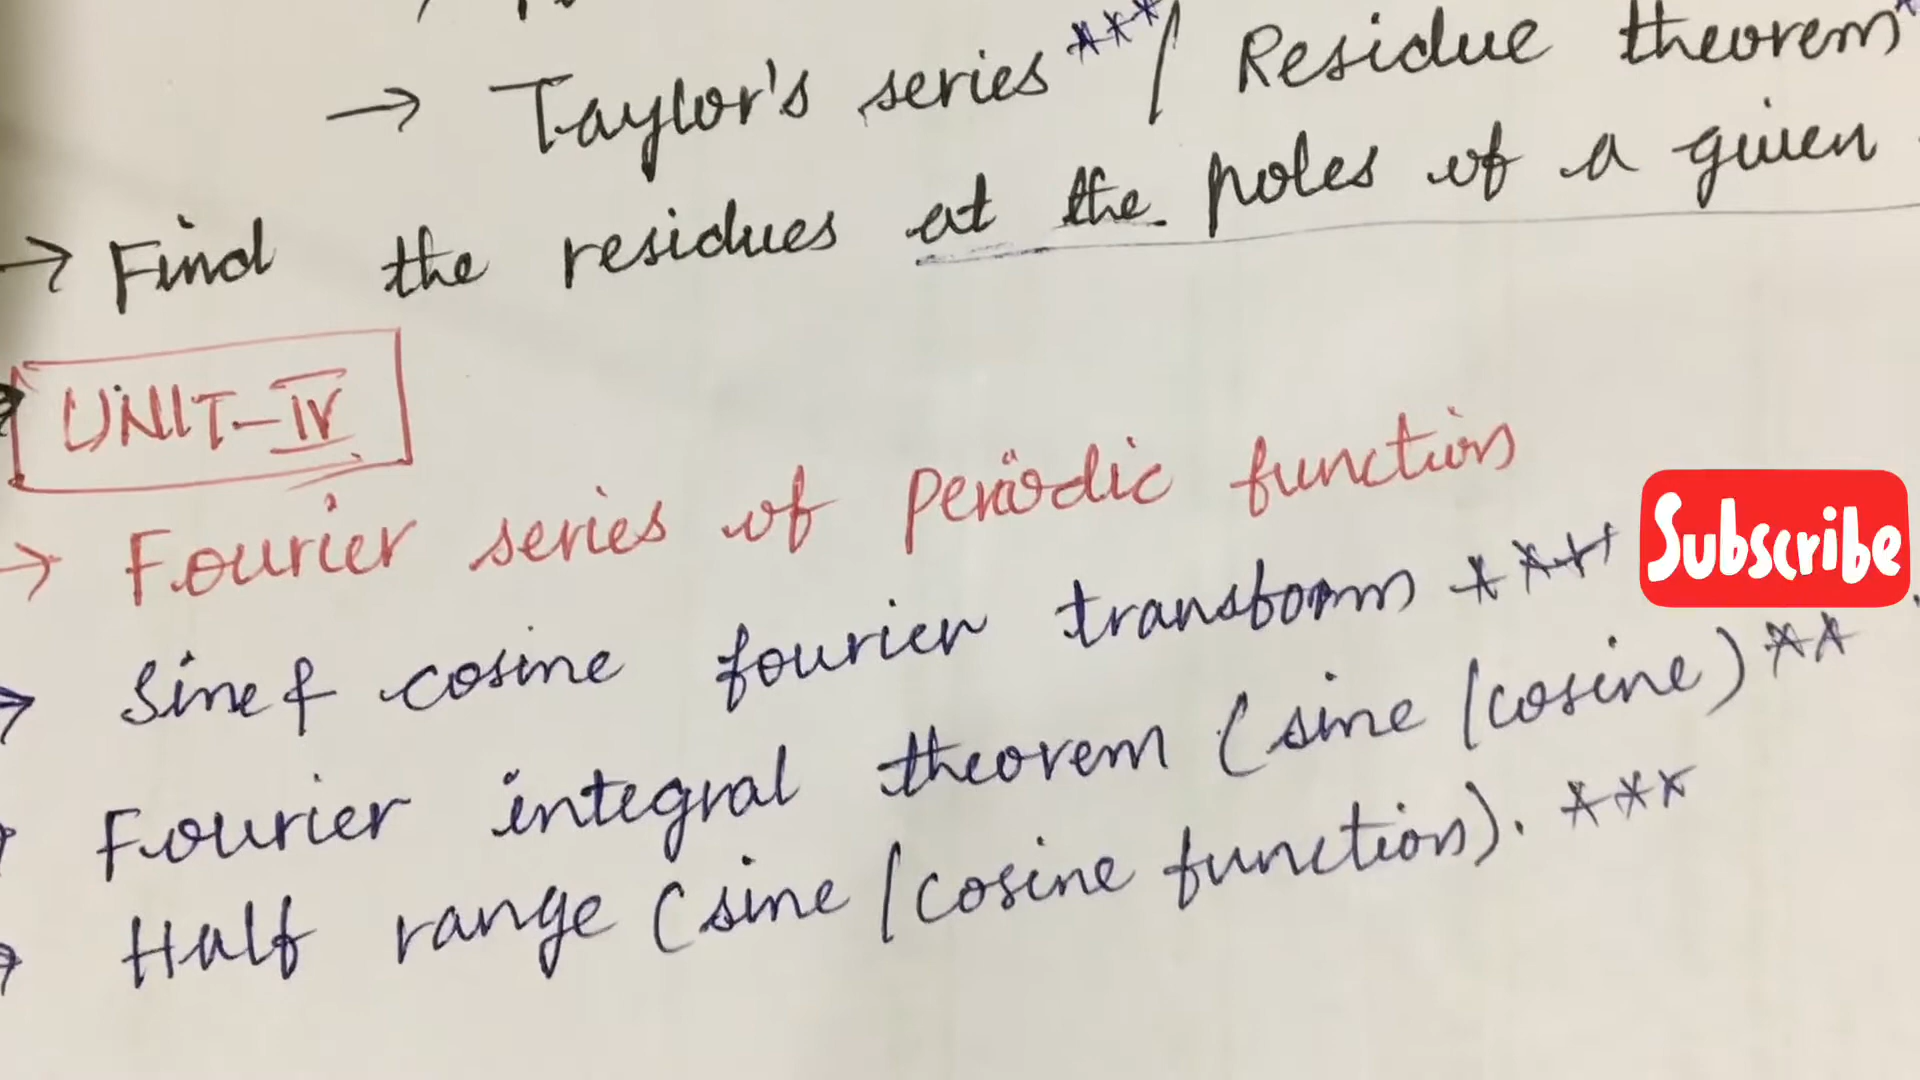 → Taylor's series *** / Residue theorem *
→ Find the residues at the poles of a given
UNIT-IV
→ Fourier series of Periodic function
→ Sine & cosine fourier transform ****
Subscribe
Fourier integral theorem (sine / cosine) **
Half range (sine / cosine function). ***